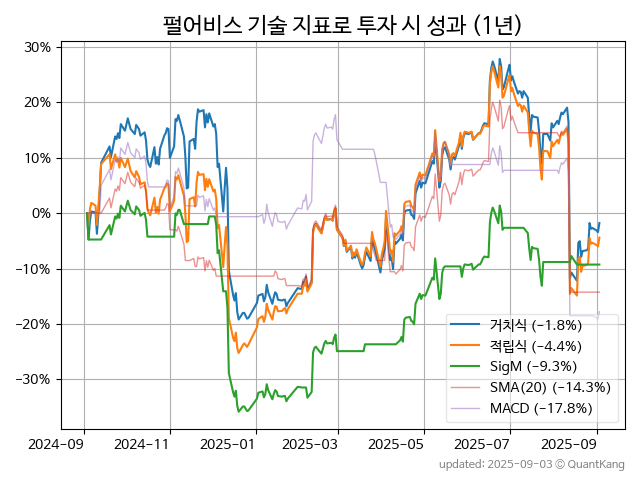 펄어비스 기술 지표로 투자 시 성과 (1년)
30%
20%
10%
0%
−10%
−20%
−30%
거치식 (−1.8%)
적립식 (−4.4%)
SigM (−9.3%)
SMA(20) (−14.3%)
MACD (−17.8%)
2024-09 2024-11 2025-01 2025-03 2025-05 2025-07 2025-09
updated: 2025-09-03 © QuantKang